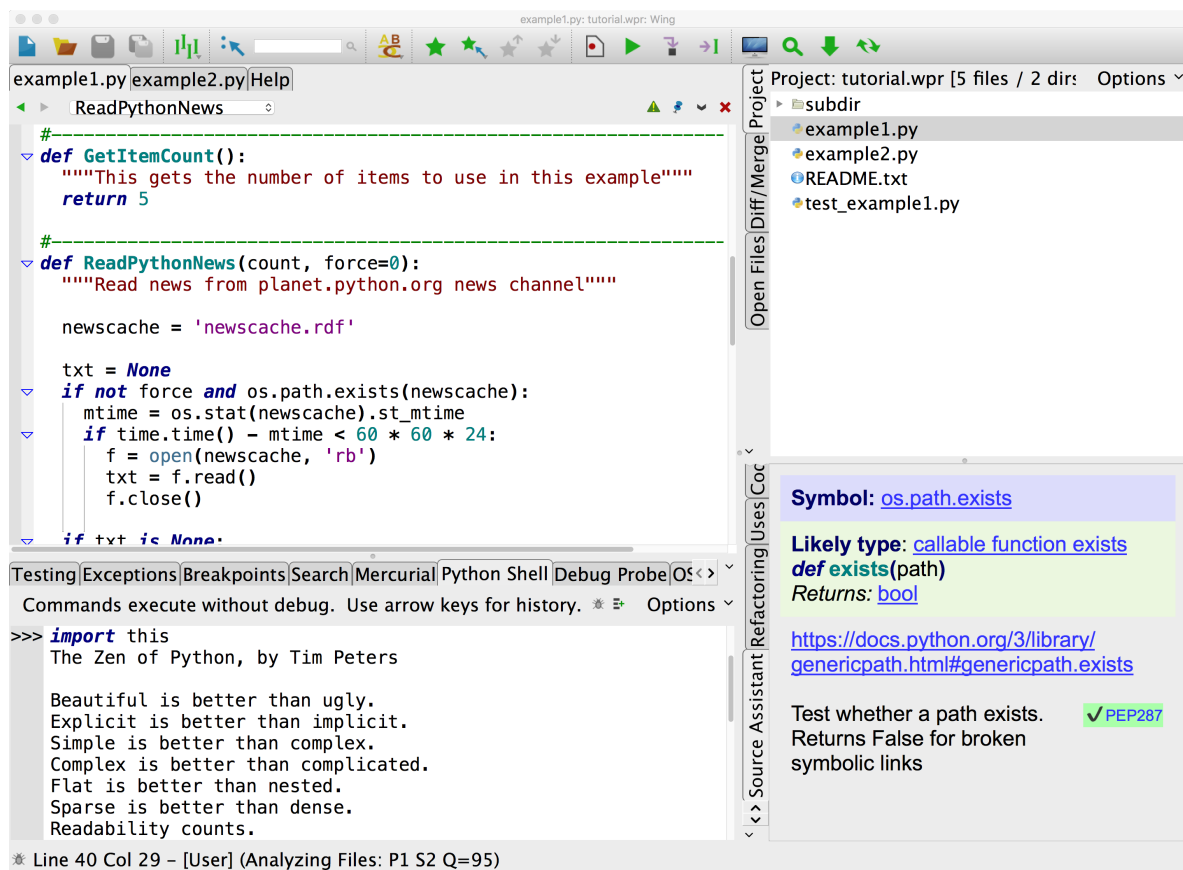 example1.py: tutorial.wpr: Wing
example1.py example2.py Help
ReadPythonNews
#--------------------------------------------------------------
def GetItemCount():
"""This gets the number of items to use in this example"""
return 5
#--------------------------------------------------------------
def ReadPythonNews(count, force=0):
"""Read news from planet.python.org news channel"""
newscache = 'newscache.rdf'
txt = None
if not force and os.path.exists(newscache):
mtime = os.stat(newscache).st_mtime
if time.time() - mtime < 60 * 60 * 24:
f = open(newscache, 'rb')
txt = f.read()
f.close()
if txt is None:
Testing Exceptions Breakpoints Search Mercurial Python Shell Debug Probe OS
Commands execute without debug. Use arrow keys for history. Options
>>> import this
The Zen of Python, by Tim Peters
Beautiful is better than ugly.
Explicit is better than implicit.
Simple is better than complex.
Complex is better than complicated.
Flat is better than nested.
Sparse is better than dense.
Readability counts.
Project
Diff/Merge
Open Files
Project: tutorial.wpr [5 files / 2 dirs Options
subdir
example1.py
example2.py
README.txt
test_example1.py
Uses
Refactoring
Source Assistant
Symbol: os.path.exists
Likely type: callable function exists
def exists(path)
Returns: bool
https://docs.python.org/3/library/
genericpath.html#genericpath.exists
Test whether a path exists. ✓PEP287
Returns False for broken
symbolic links
Line 40 Col 29 – [User] (Analyzing Files: P1 S2 Q=95)